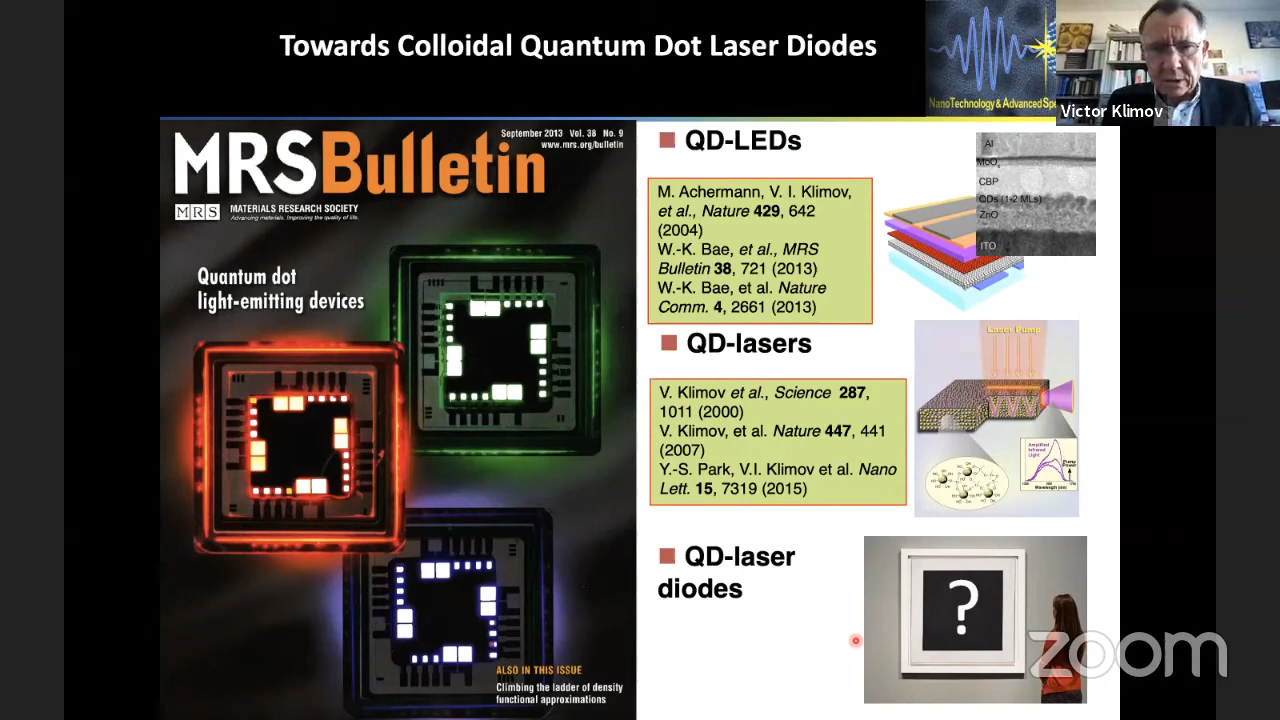 Towards Colloidal Quantum Dot Laser Diodes
NanoTechnology & Advanced Spe
Victor Klimov
September 2013 Vol. 38 No. 9
www.mrs.org/bulletin
MRSBulletin
MRS
MATERIALS RESEARCH SOCIETY
Advancing materials. Improving the quality of life.
Quantum dot
light-emitting devices
ALSO IN THIS ISSUE
Climbing the ladder of density
functional approximations
QD-LEDs
M. Achermann, V. I. Klimov,
et al., Nature 429, 642
(2004)
W.-K. Bae, et al., MRS
Bulletin 38, 721 (2013)
W.-K. Bae, et al. Nature
Comm. 4, 2661 (2013)
Al
MoOx
CBP
QDs (1-2 MLs)
ZnO
ITO
QD-lasers
V. Klimov et al., Science 287,
1011 (2000)
V. Klimov, et al. Nature 447, 441
(2007)
Y.-S. Park, V.I. Klimov et al. Nano
Lett. 15, 7319 (2015)
Laser Pump
Amplified
Infrared
Light
Pump
Power
Wavelength (nm)
QD-laser
diodes
?
zoom